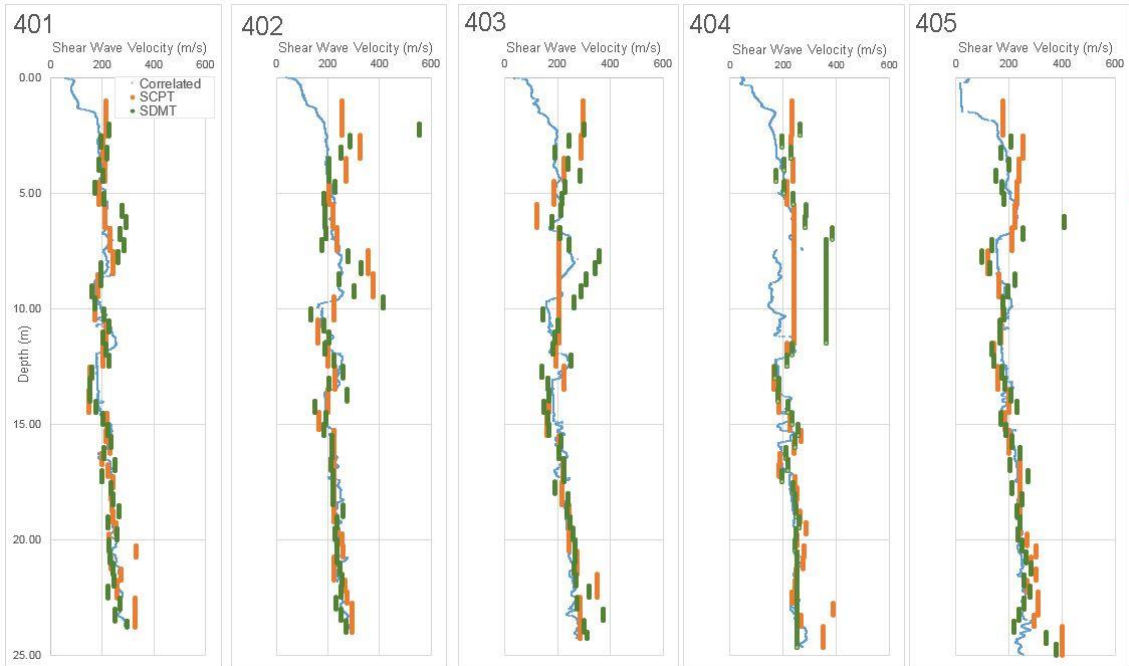 401
Shear Wave Velocity (m/s)
0 200 400 600
Correlated
SCPT
SDMT
0.00
5.00
10.00
15.00
20.00
25.00
Depth (m)
402
Shear Wave Velocity (m/s)
0 200 400 600
403
Shear Wave Velocity (m/s)
0 200 400 600
404
Shear Wave Velocity (m/s)
0 200 400 600
405
Shear Wave Velocity (m/s)
0 200 400 600